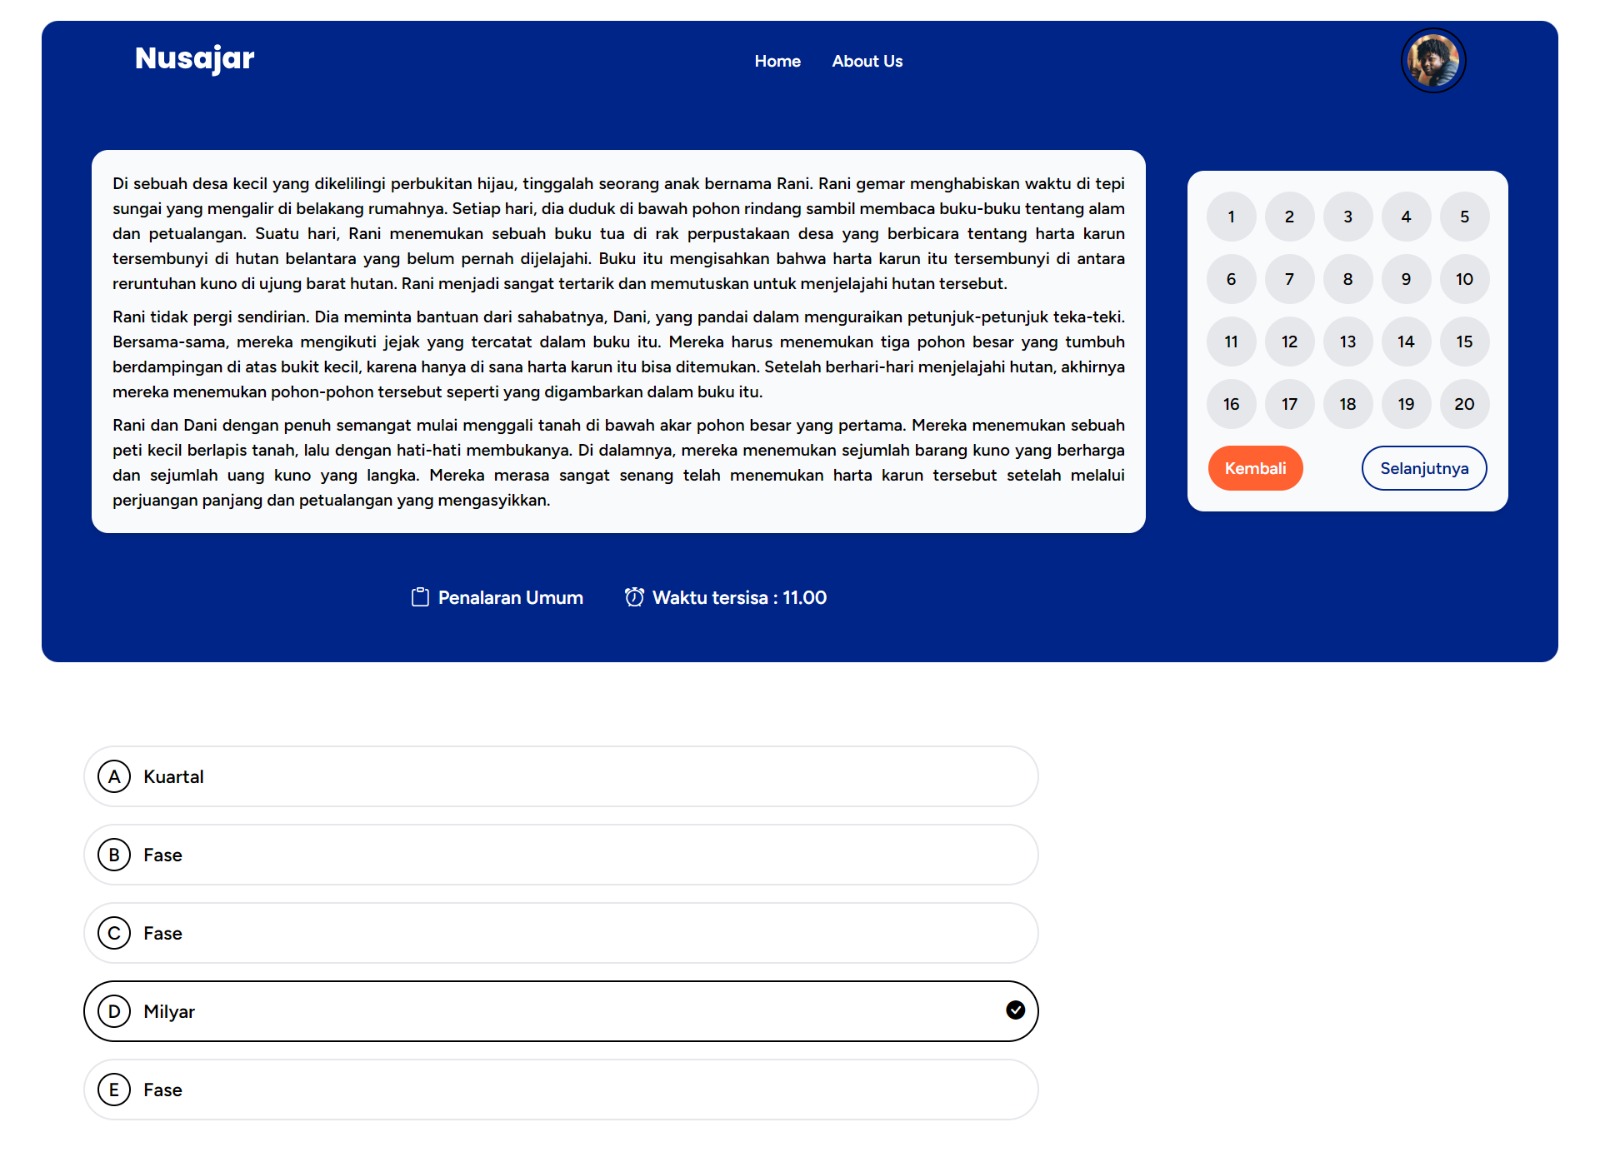 Nusajar
Home
About Us
Di sebuah desa kecil yang dikelilingi perbukitan hijau, tinggalah seorang anak bernama Rani. Rani gemar menghabiskan waktu di tepi
sungai yang mengalir di belakang rumahnya. Setiap hari, dia duduk di bawah pohon rindang sambil membaca buku-buku tentang alam
dan petualangan. Suatu hari, Rani menemukan sebuah buku tua di rak perpustakaan desa yang berbicara tentang harta karun
tersembunyi di hutan belantara yang belum pernah dijelajahi. Buku itu mengisahkan bahwa harta karun itu tersembunyi di antara
reruntuhan kuno di ujung barat hutan. Rani menjadi sangat tertarik dan memutuskan untuk menjelajahi hutan tersebut.
Rani tidak pergi sendirian. Dia meminta bantuan dari sahabatnya, Dani, yang pandai dalam menguraikan petunjuk-petunjuk teka-teki.
Bersama-sama, mereka mengikuti jejak yang tercatat dalam buku itu. Mereka harus menemukan tiga pohon besar yang tumbuh
berdampingan di atas bukit kecil, karena hanya di sana harta karun itu bisa ditemukan. Setelah berhari-hari menjelajahi hutan, akhirnya
mereka menemukan pohon-pohon tersebut seperti yang digambarkan dalam buku itu.
Rani dan Dani dengan penuh semangat mulai menggali tanah di bawah akar pohon besar yang pertama. Mereka menemukan sebuah
peti kecil berlapis tanah, lalu dengan hati-hati membukanya. Di dalamnya, mereka menemukan sejumlah barang kuno yang berharga
dan sejumlah uang kuno yang langka. Mereka merasa sangat senang telah menemukan harta karun tersebut setelah melalui
perjuangan panjang dan petualangan yang mengasyikkan.
1 2 3 4 5
6 7 8 9 10
11 12 13 14 15
16 17 18 19 20
Kembali
Selanjutnya
Penalaran Umum
Waktu tersisa : 11.00
A Kuartal
B Fase
C Fase
D Milyar
E Fase